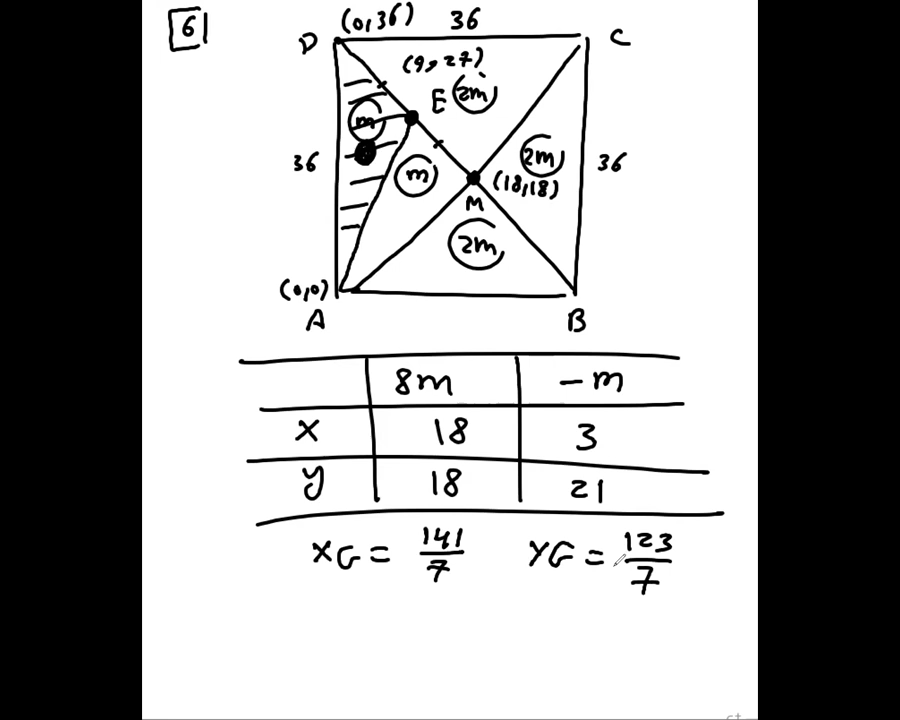 6
(0,36) 36
D C
(9,27)
E 2m
m
36 m 2m 36
(18,18)
M
2m
(0,0)
A B
8m -m
X 18 3
y 18 21
XG = 141/7 YG = 123/7